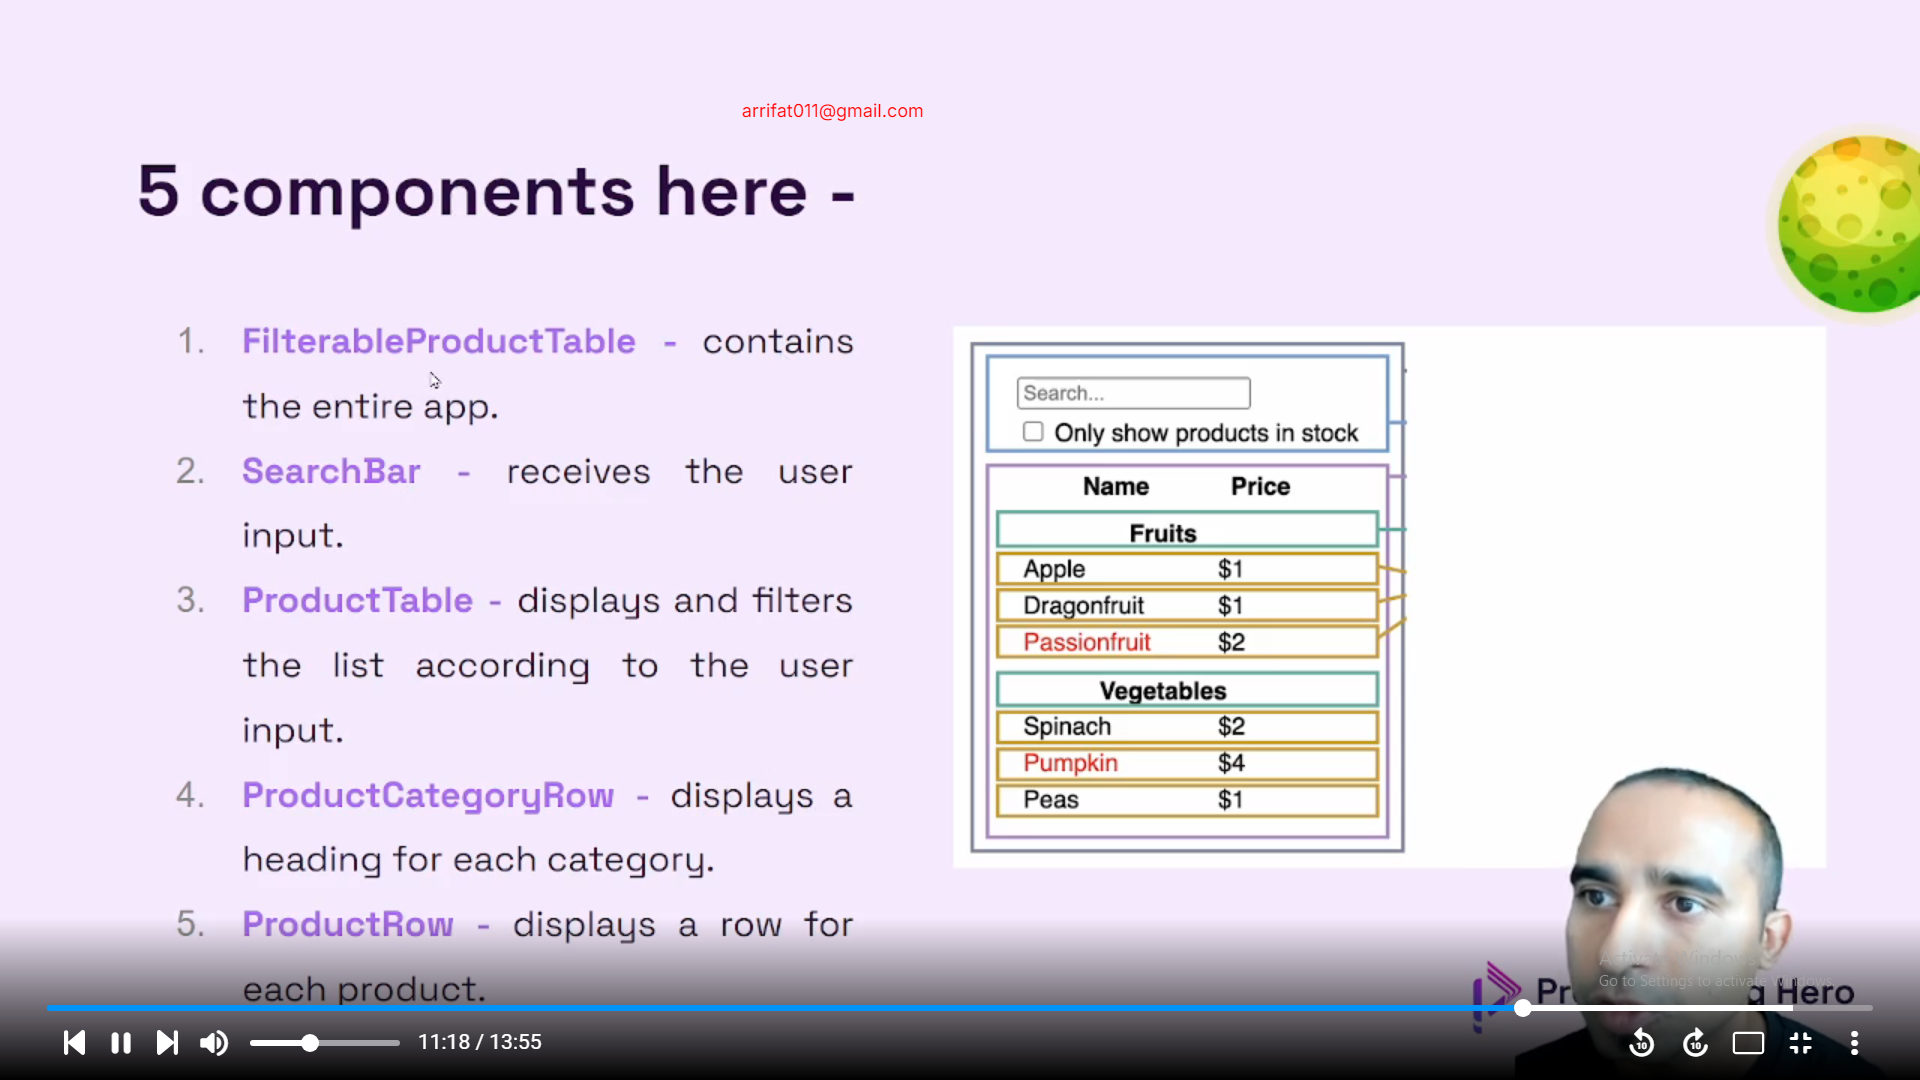 arrifat011@gmail.com
5 components here -
1. FilterableProductTable - contains
the entire app.
2. SearchBar - receives the user
input.
3. ProductTable - displays and filters
the list according to the user
input.
4. ProductCategoryRow - displays a
heading for each category.
5. ProductRow - displays a row for
each product.
Search...
Only show products in stock
Name Price
Fruits
Apple $1
Dragonfruit $1
Passionfruit $2
Vegetables
Spinach $2
Pumpkin $4
Peas $1
Activate Windows
Go to Settings to activate Windows.
Hero
11:18 / 13:55
10
10